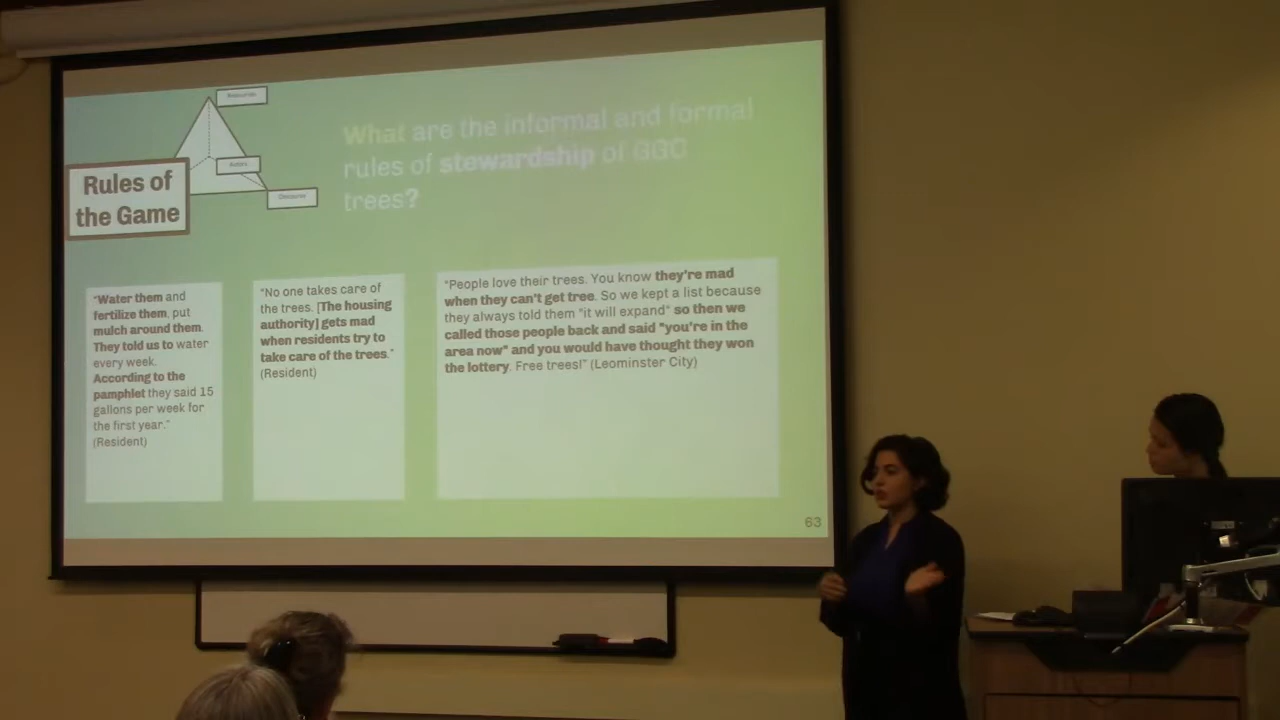 Resources
Actors
Discourse
Rules of
the Game
What are the informal and formal
rules of stewardship of GGC
trees?
“Water them and
fertilize them, put
mulch around them.
They told us to water
every week.
According to the
pamphlet they said 15
gallons per week for
the first year.”
(Resident)
“No one takes care of
the trees. [The housing
authority] gets mad
when residents try to
take care of the trees.”
(Resident)
“People love their trees. You know they're mad
when they can't get tree. So we kept a list because
they always told them "it will expand" so then we
called those people back and said "you're in the
area now" and you would have thought they won
the lottery. Free trees!” (Leominster City)
63